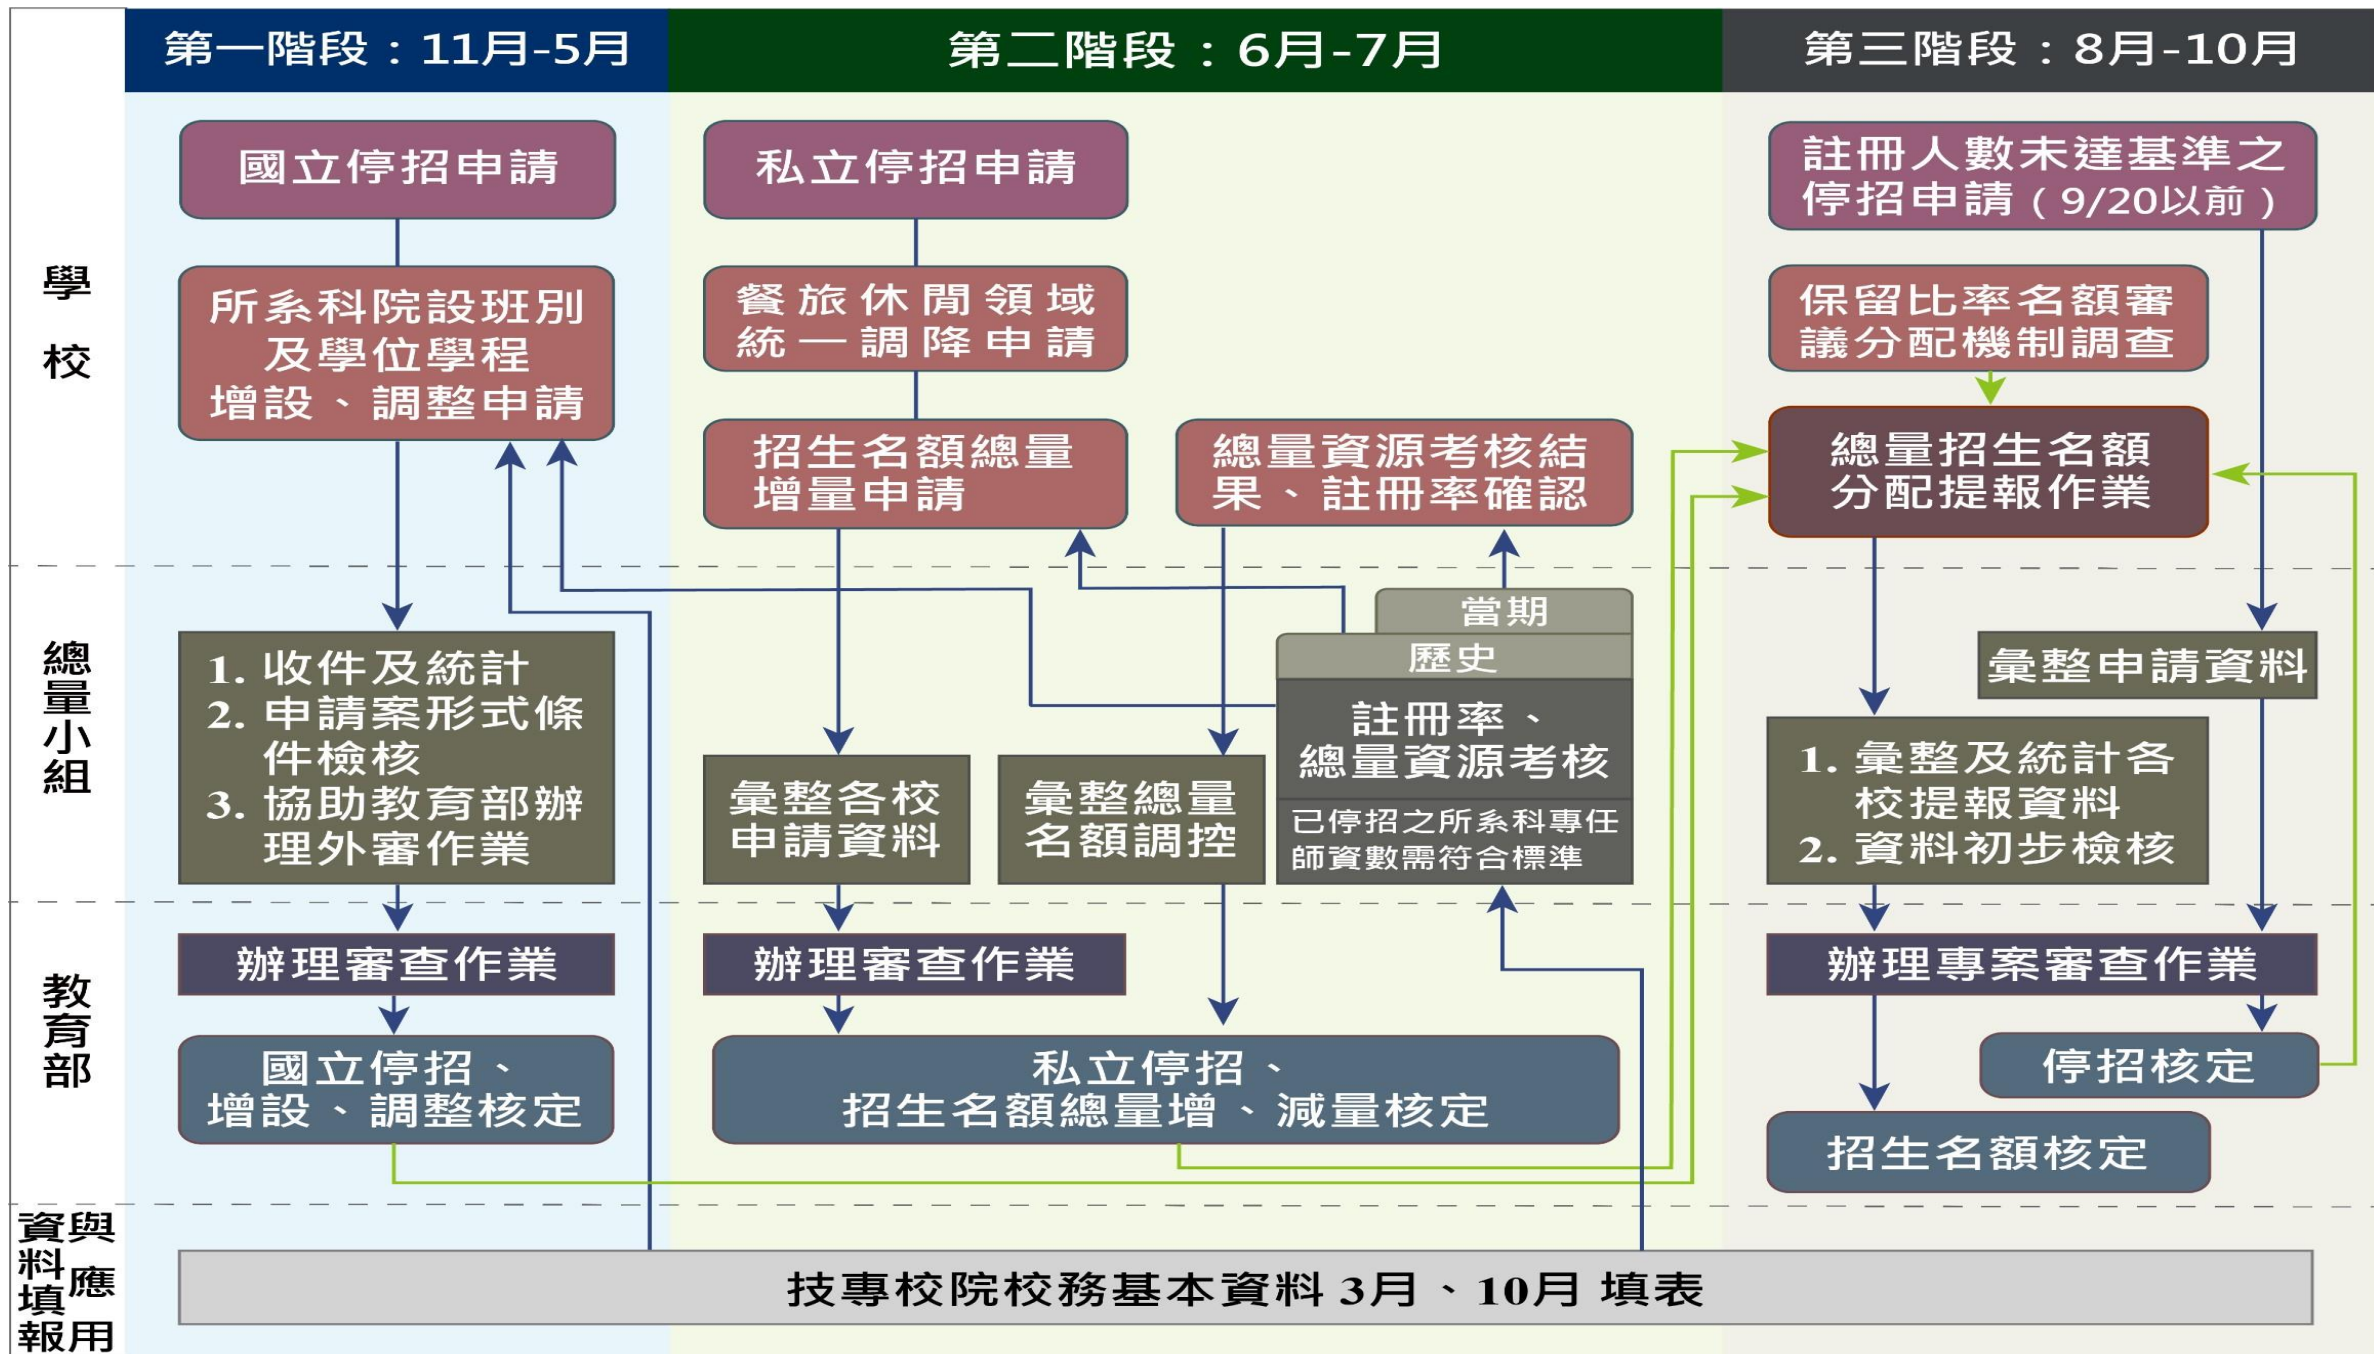 第一階段：11月-5月
第二階段：6月-7月
第三階段：8月-10月
學校
國立停招申請
所系科院設班別
及學位學程
增設、調整申請
私立停招申請
餐旅休閒領域
統一調降申請
招生名額總量
增量申請
總量資源考核結
果、註冊率確認
註冊人數未達基準之
停招申請（9/20以前）
保留比率名額審
議分配機制調查
總量招生名額
分配提報作業
總量小組
1. 收件及統計
2. 申請案形式條
件檢核
3. 協助教育部辦
理外審作業
彙整各校
申請資料
彙整總量
名額調控
當期
歷史
註冊率、
總量資源考核
已停招之所系科專任
師資數需符合標準
彙整申請資料
1. 彙整及統計各
校提報資料
2. 資料初步檢核
教育部
辦理審查作業
國立停招、
增設、調整核定
辦理審查作業
私立停招、
招生名額總量增、減量核定
辦理專案審查作業
停招核定
招生名額核定
資料填報
與應用
技專校院校務基本資料 3月、10月 填表